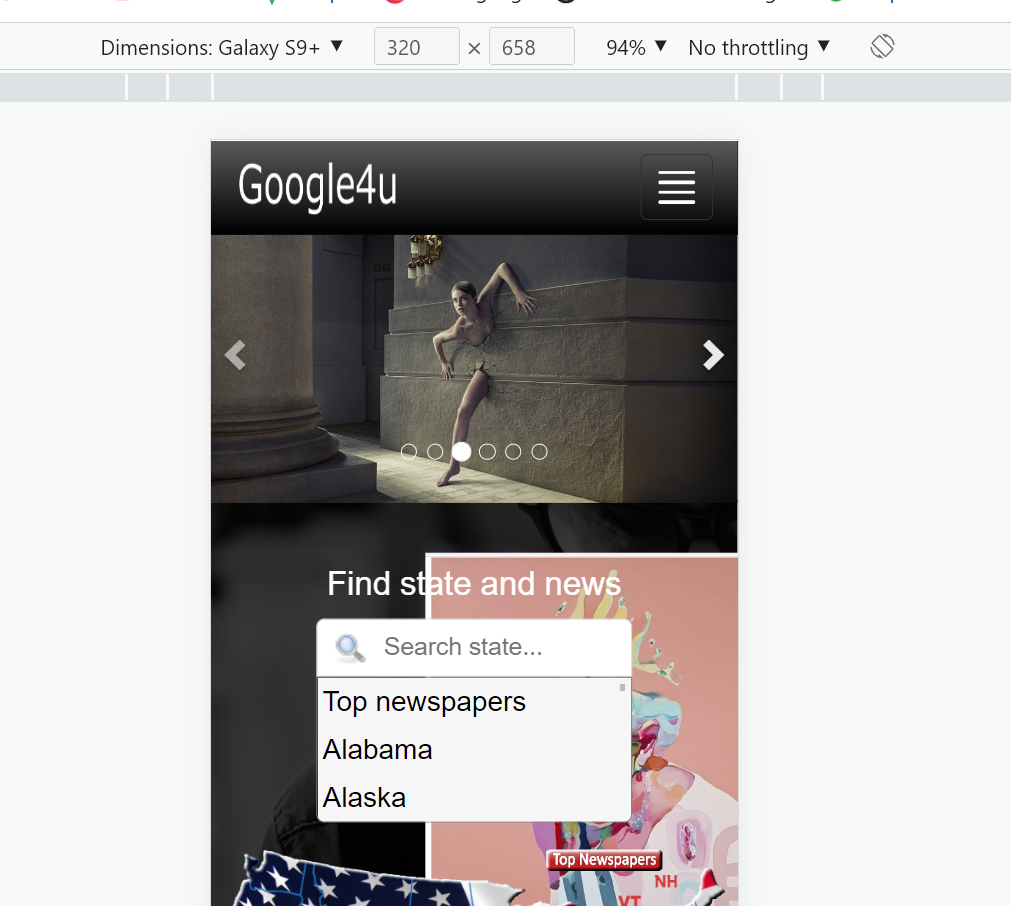 Dimensions: Galaxy S9+ ▼ 320 × 658 94% ▼ No throttling ▼
Google4u
Find state and news
Search state...
Top newspapers
Alabama
Alaska
Top Newspapers
NH
VT